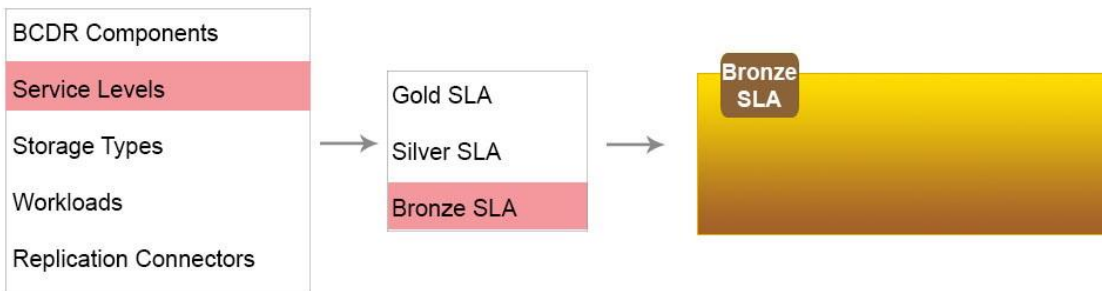 BCDR Components
Service Levels
Storage Types
Workloads
Replication Connectors
Gold SLA
Silver SLA
Bronze SLA
Bronze
SLA